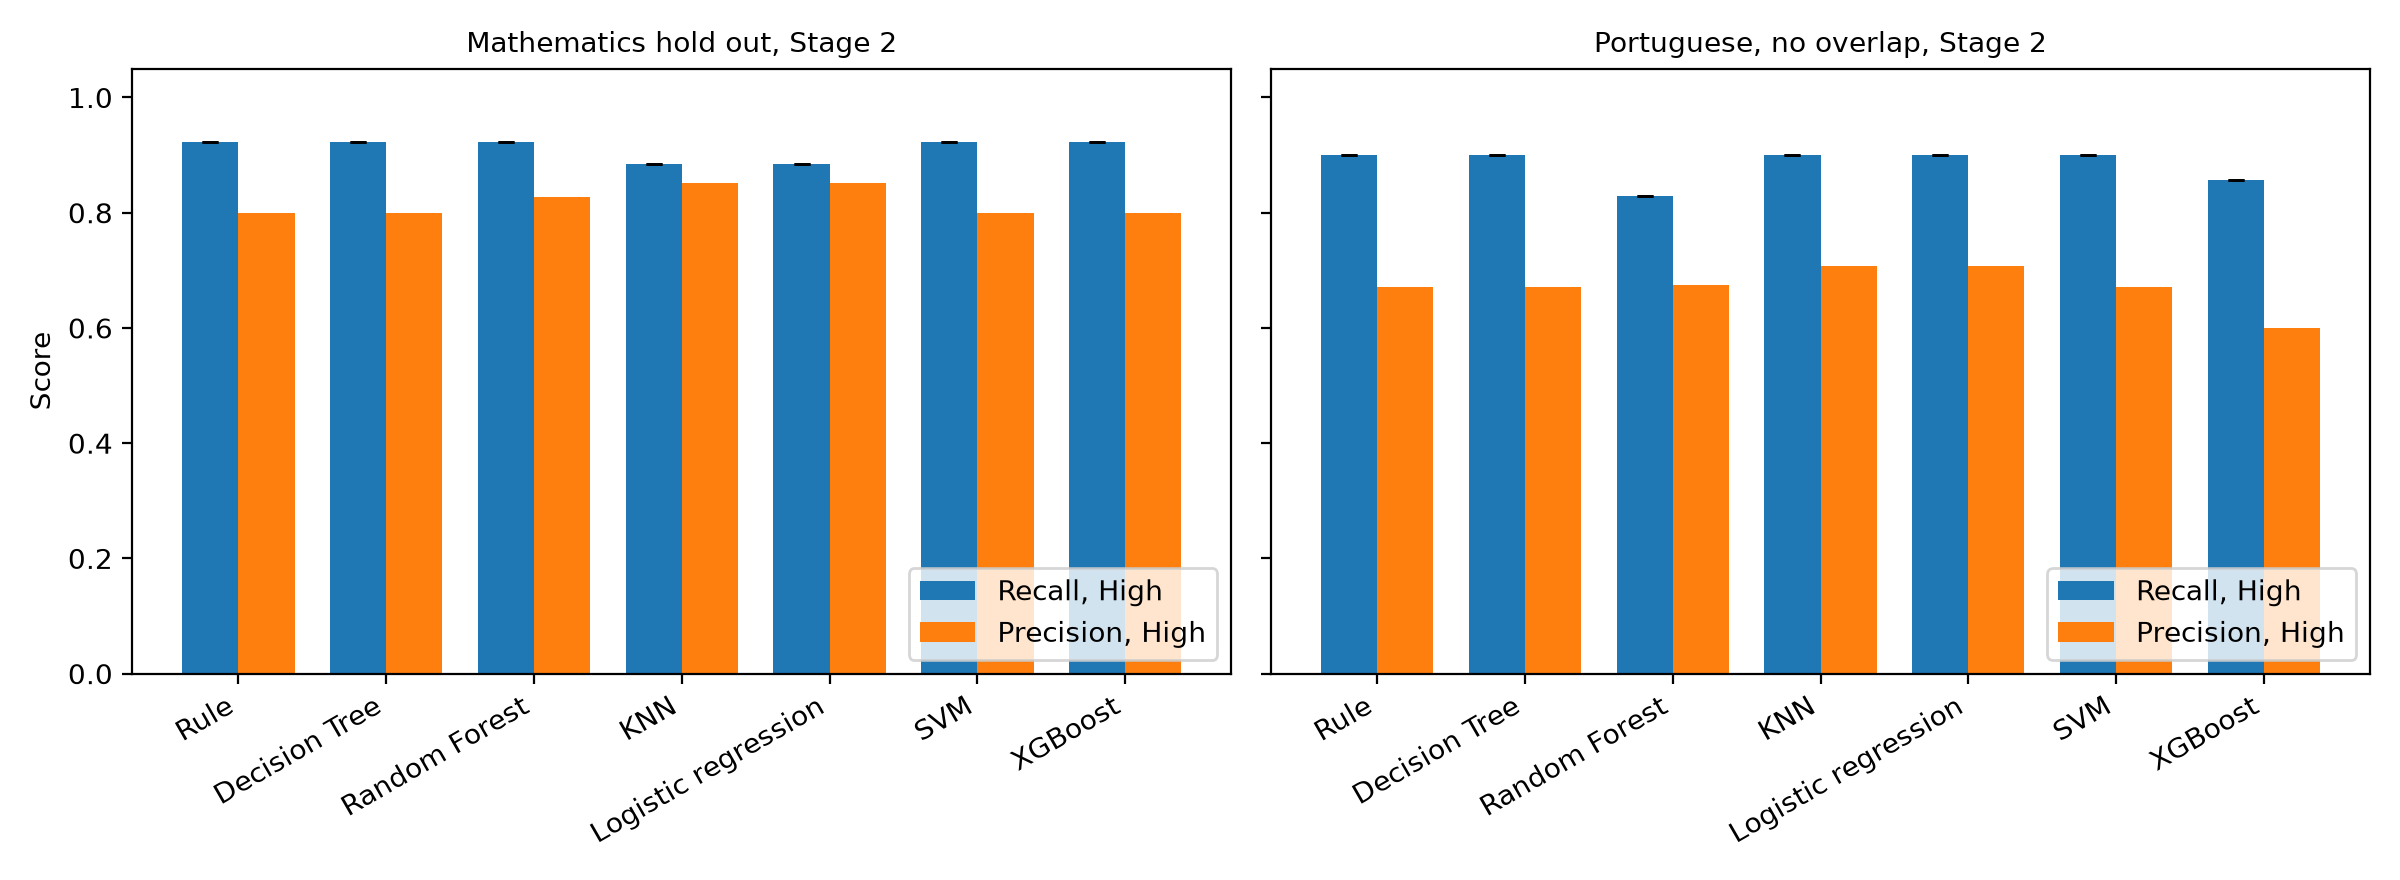 Mathematics hold out, Stage 2
Score
1.0
0.8
0.6
0.4
0.2
0.0
Rule
Decision Tree
Random Forest
KNN
Logistic regression
SVM
XGBoost
Recall, High
Precision, High
Portuguese, no overlap, Stage 2
Rule
Decision Tree
Random Forest
KNN
Logistic regression
SVM
XGBoost
Recall, High
Precision, High